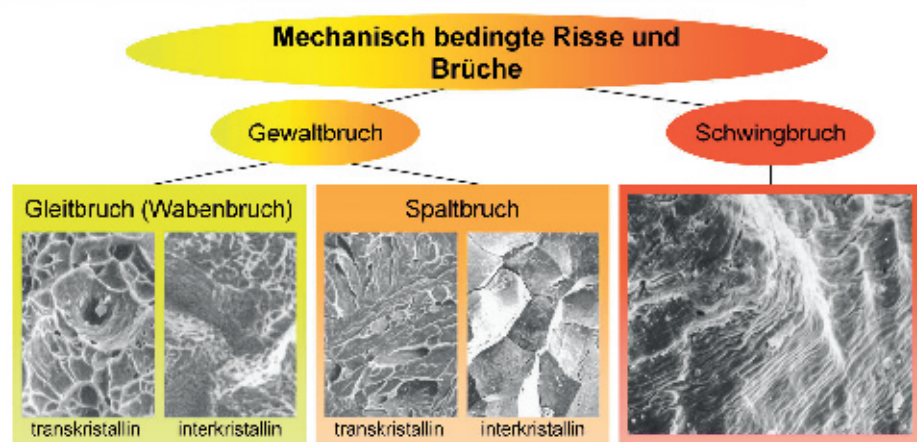 Mechanisch bedingte Risse und
Brüche
Gewaltbruch
Schwingbruch
Gleitbruch (Wabenbruch)
Spaltbruch
transkristallin
interkristallin
transkristallin
interkristallin